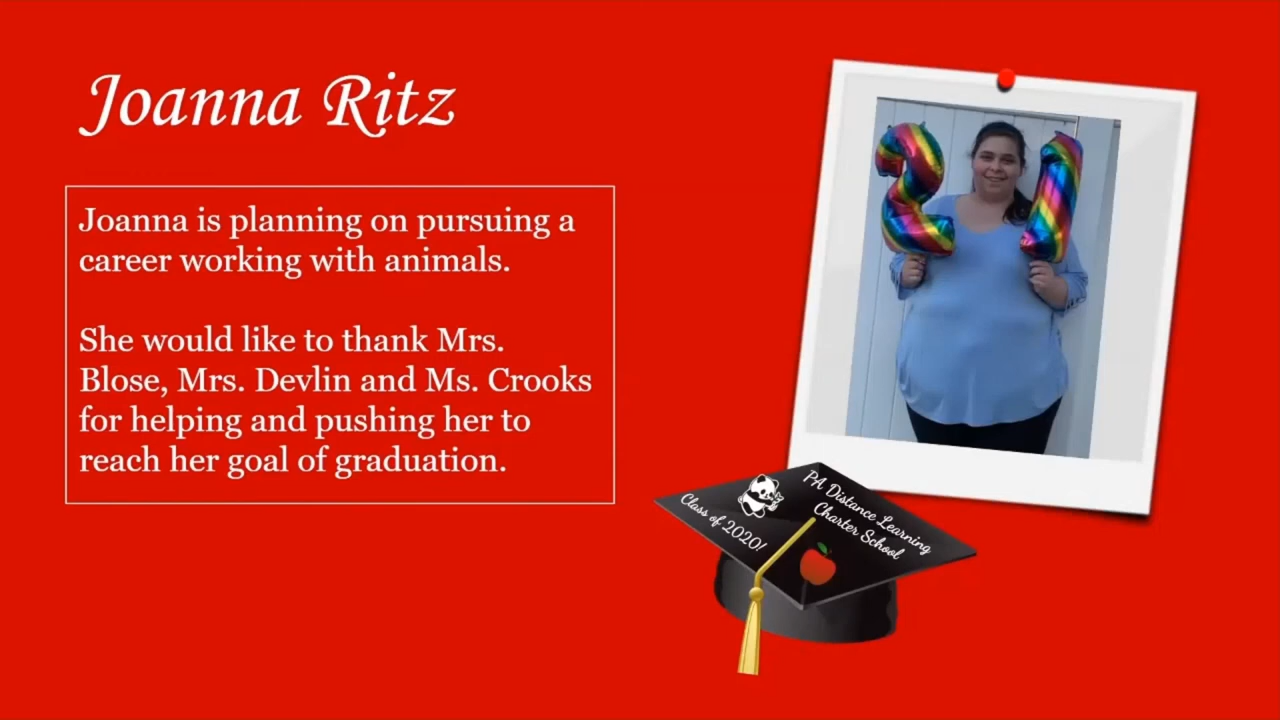 Joanna Ritz
Joanna is planning on pursuing a
career working with animals.
She would like to thank Mrs.
Blose, Mrs. Devlin and Ms. Crooks
for helping and pushing her to
reach her goal of graduation.
21
PA Distance Learning
Charter School
Class of 2020!